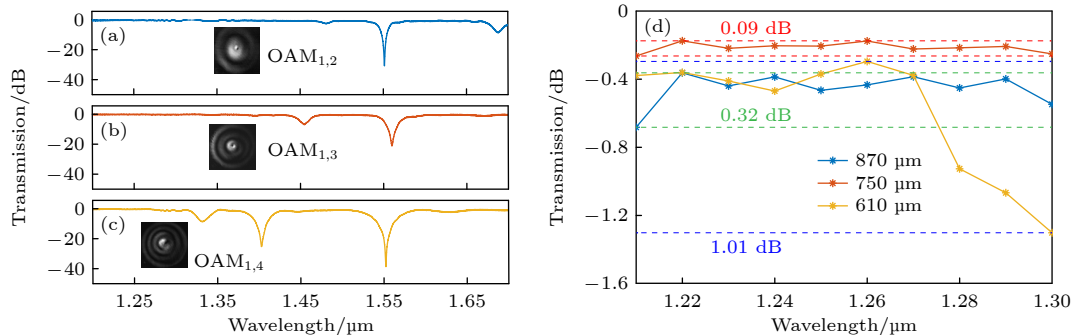 0
−20
−40
(a)
OAM1,2
0
−20
−40
(b)
OAM1,3
0
−20
−40
(c)
OAM1,4
1.25
1.35
1.45
1.55
1.65
Wavelength/µm
Transmission/dB
0
−0.4
−0.8
−1.2
−1.6
(d)
0.09 dB
0.32 dB
870 µm
750 µm
610 µm
1.01 dB
1.22
1.24
1.26
1.28
1.30
Wavelength/µm
Transmission/dB